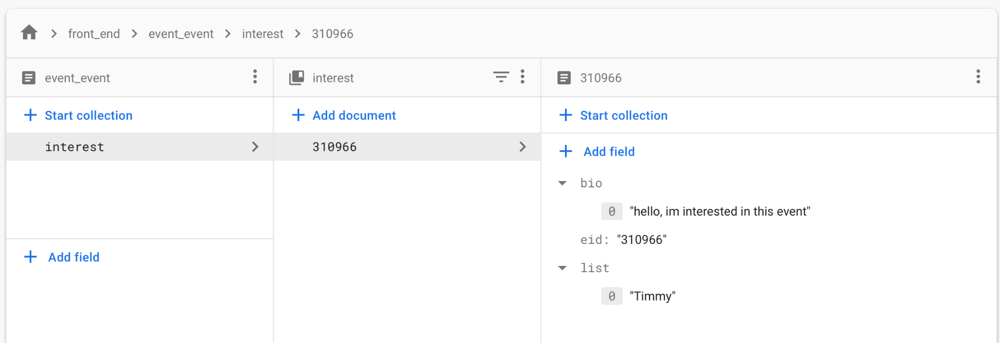 front_end > event_event > interest > 310966
event_event
+ Start collection
interest
+ Add field
interest
+ Add document
310966
310966
+ Start collection
+ Add field
bio
0 "hello, im interested in this event"
eid: "310966"
list
0 "Timmy"